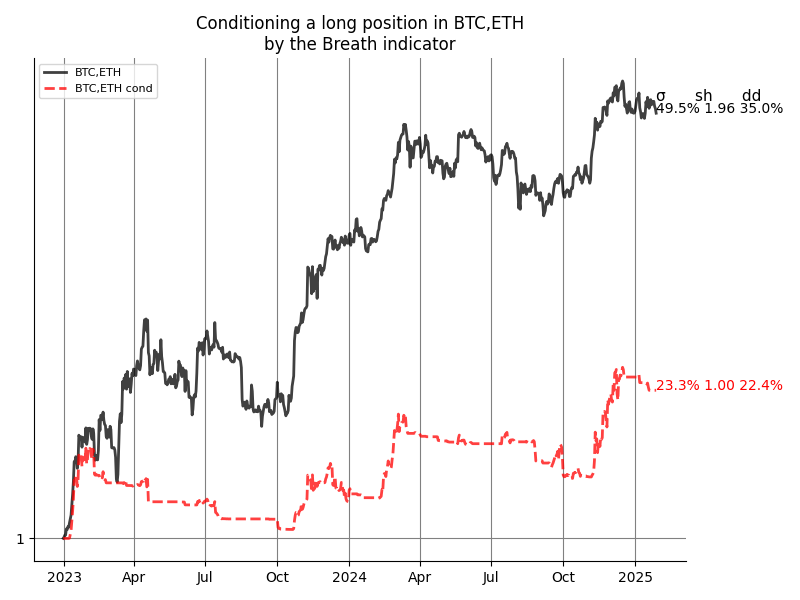 Conditioning a long position in BTC,ETH
by the Breath indicator
BTC,ETH
BTC,ETH cond
σ sh dd
49.5% 1.96 35.0%
23.3% 1.00 22.4%
1
2023 Apr Jul Oct 2024 Apr Jul Oct 2025